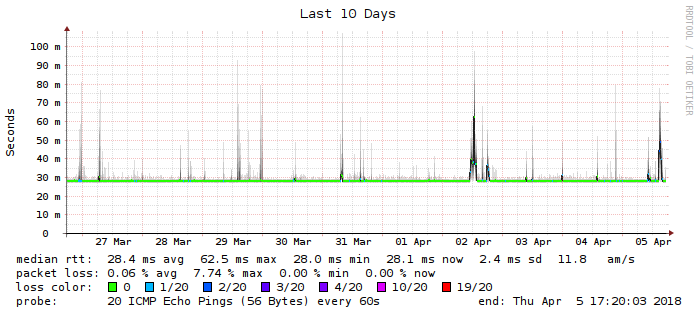 Last 10 Days
RRDTOOL / TOBI OETIKER
Seconds
100 m
90 m
80 m
70 m
60 m
50 m
40 m
30 m
20 m
10 m
0
27 Mar 28 Mar 29 Mar 30 Mar 31 Mar 01 Apr 02 Apr 03 Apr 04 Apr 05 Apr
median rtt: 28.4 ms avg 62.5 ms max 28.0 ms min 28.1 ms now 2.4 ms sd 11.8 am/s
packet loss: 0.06 % avg 7.74 % max 0.00 % min 0.00 % now
loss color: 0 1/20 2/20 3/20 4/20 10/20 19/20
probe: 20 ICMP Echo Pings (56 Bytes) every 60s end: Thu Apr 5 17:20:03 2018